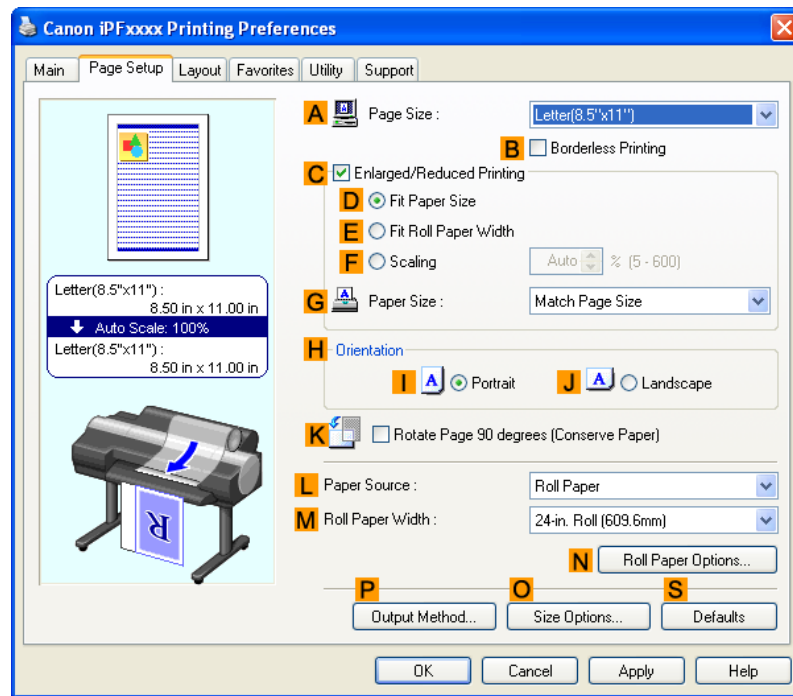 Canon iPFxxxx Printing Preferences
Main Page Setup Layout Favorites Utility Support
A Page Size : Letter(8.5"x11")
B Borderless Printing
C Enlarged/Reduced Printing
D Fit Paper Size
E Fit Roll Paper Width
F Scaling Auto % (5 - 600)
G Paper Size : Match Page Size
Letter(8.5"x11") :
8.50 in x 11.00 in
Auto Scale: 100%
Letter(8.5"x11") :
8.50 in x 11.00 in
H Orientation
I A Portrait J A Landscape
K Rotate Page 90 degrees (Conserve Paper)
R
L Paper Source : Roll Paper
M Roll Paper Width : 24-in. Roll (609.6mm)
N Roll Paper Options...
P O S
Output Method... Size Options... Defaults
OK Cancel Apply Help